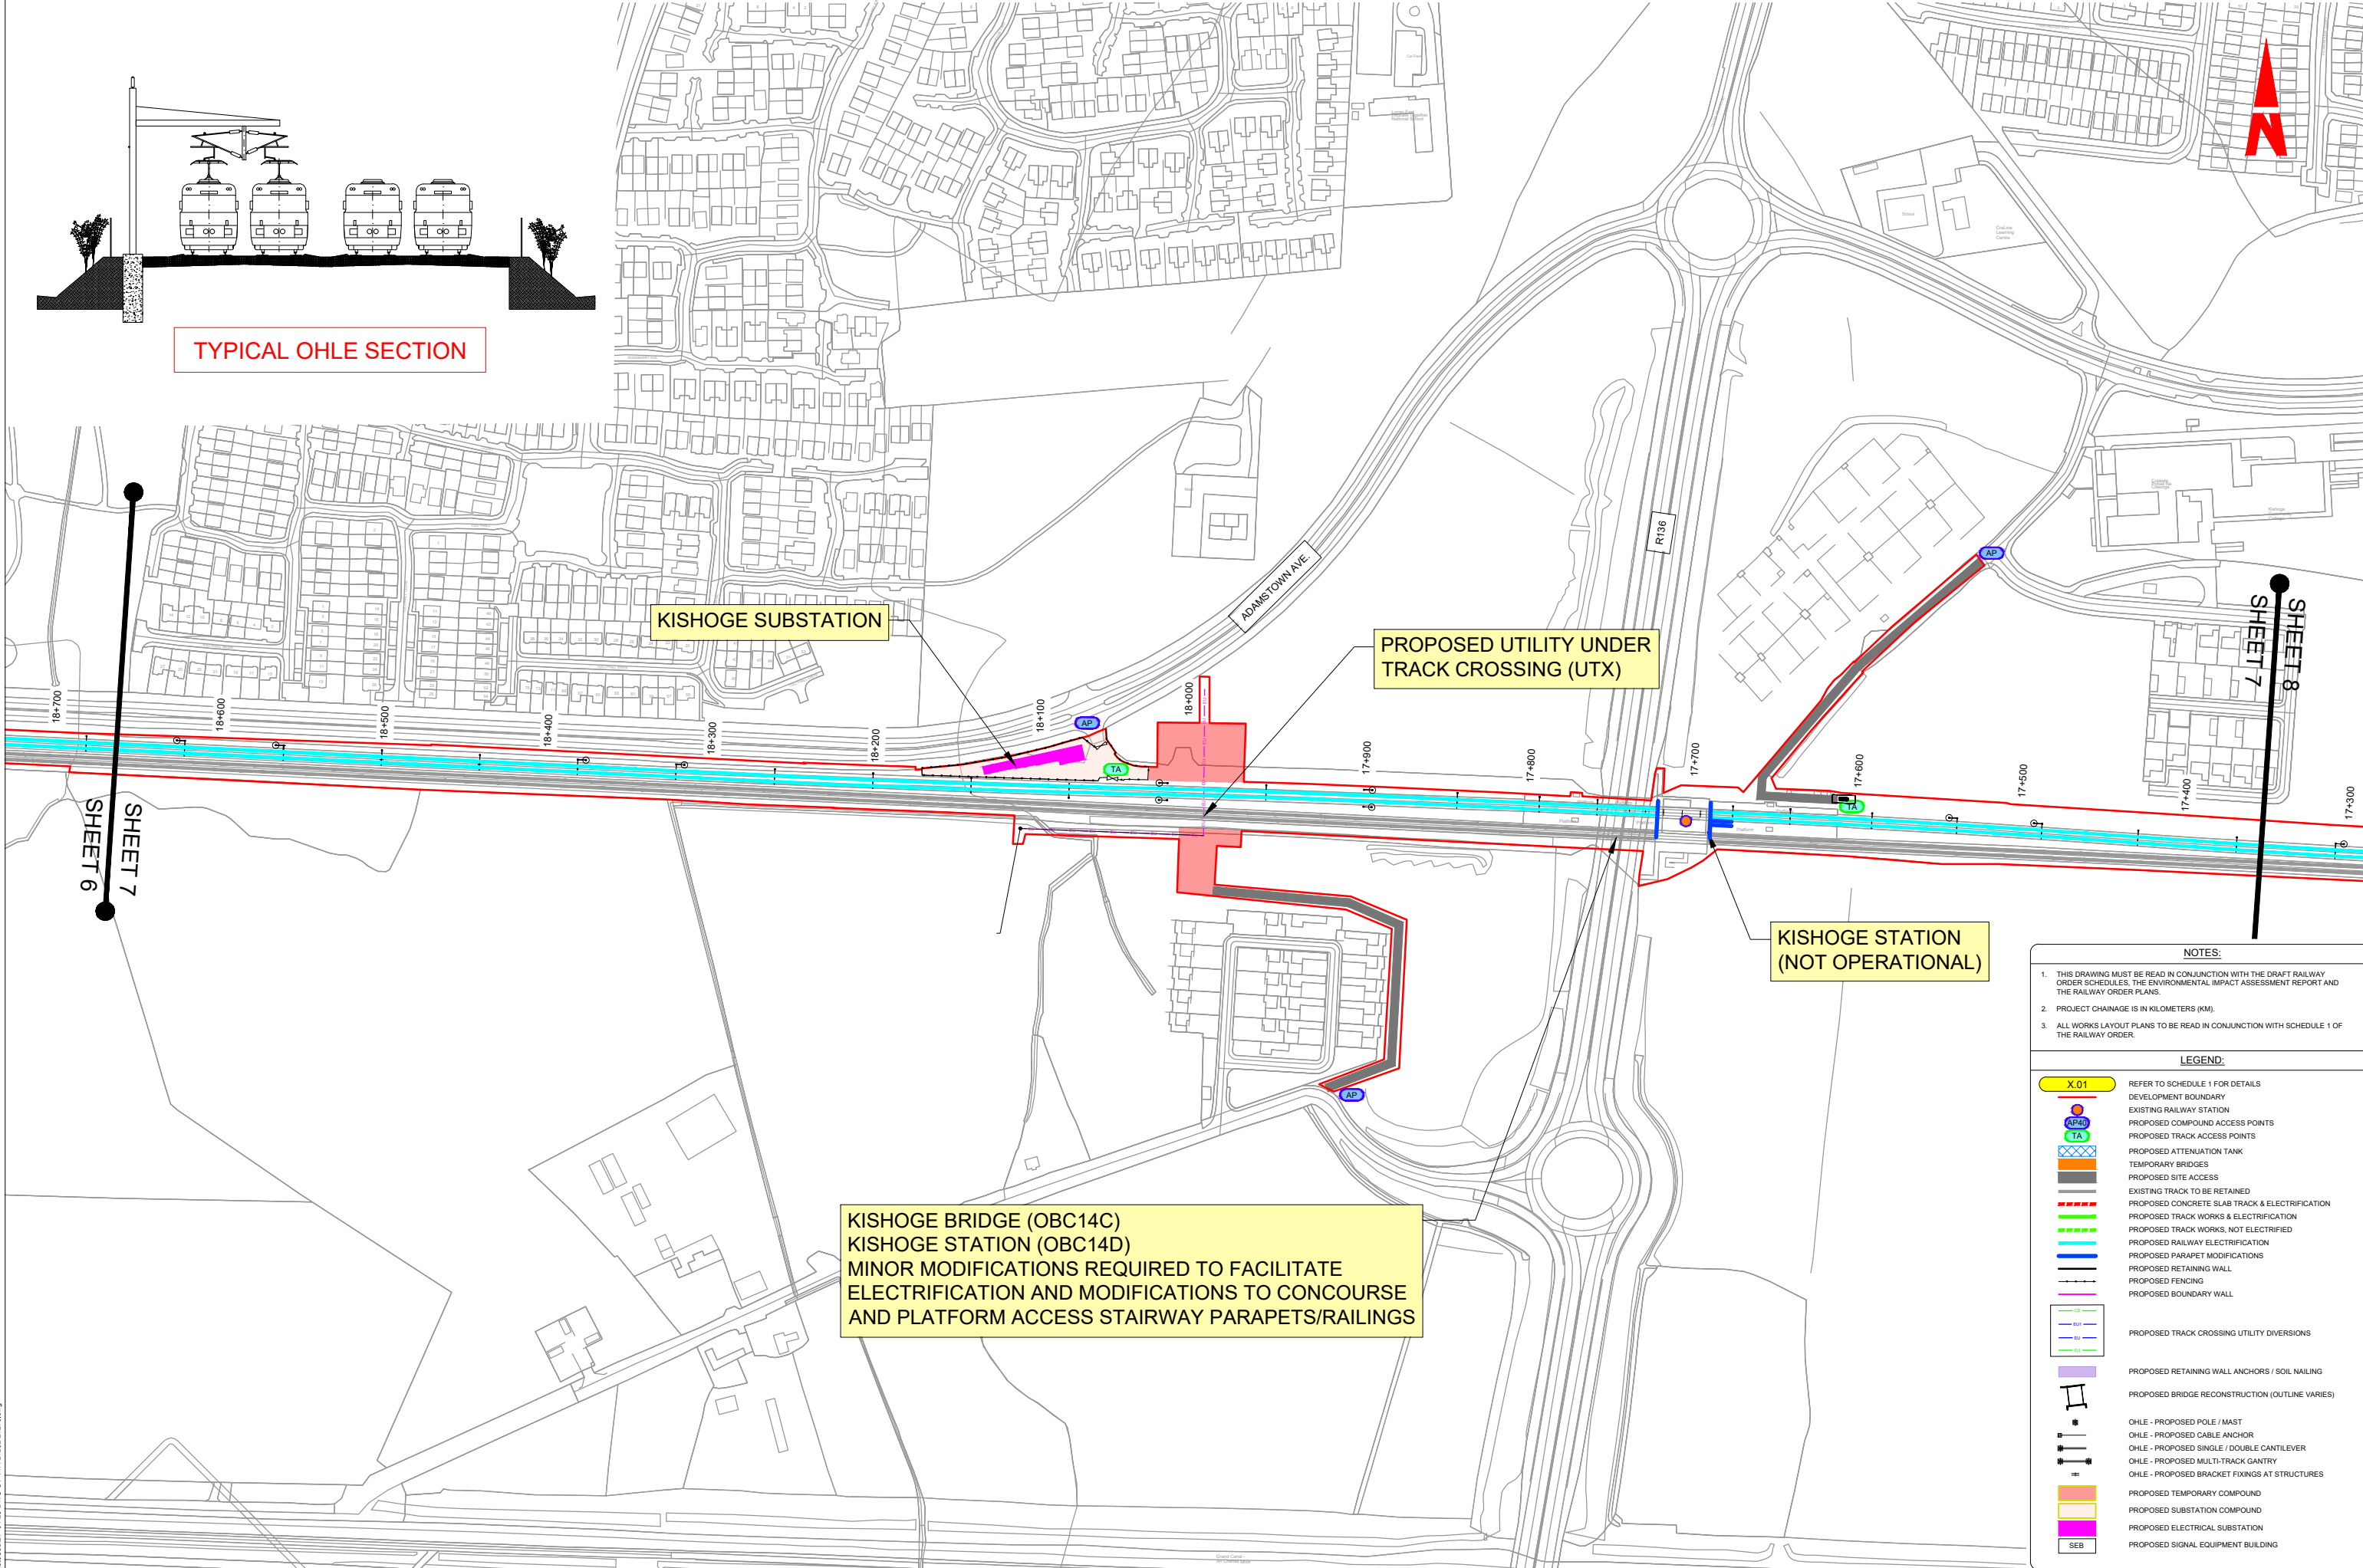 TYPICAL OHLE SECTION
N
KISHOGE SUBSTATION
ADAMSTOWN AVE.
R136
PROPOSED UTILITY UNDER
TRACK CROSSING (UTX)
AP
AP
AP
TA
TA
SHEET 6
SHEET 7
SHEET 7
SHEET 8
18+700
18+600
18+500
18+400
18+300
18+200
18+100
18+000
17+900
17+800
17+700
17+600
17+500
17+400
17+300
Platform
Platform
School
Car Park
KISHOGE STATION
(NOT OPERATIONAL)
KISHOGE BRIDGE (OBC14C)
KISHOGE STATION (OBC14D)
MINOR MODIFICATIONS REQUIRED TO FACILITATE
ELECTRIFICATION AND MODIFICATIONS TO CONCOURSE
AND PLATFORM ACCESS STAIRWAY PARAPETS/RAILINGS
NOTES:
1. THIS DRAWING MUST BE READ IN CONJUNCTION WITH THE DRAFT RAILWAY
ORDER SCHEDULES, THE ENVIRONMENTAL IMPACT ASSESSMENT REPORT AND
THE RAILWAY ORDER PLANS.
2. PROJECT CHAINAGE IS IN KILOMETERS (KM).
3. ALL WORKS LAYOUT PLANS TO BE READ IN CONJUNCTION WITH SCHEDULE 1 OF
THE RAILWAY ORDER.
LEGEND:
X.01 REFER TO SCHEDULE 1 FOR DETAILS
DEVELOPMENT BOUNDARY
EXISTING RAILWAY STATION
AP40 PROPOSED COMPOUND ACCESS POINTS
TA PROPOSED TRACK ACCESS POINTS
PROPOSED ATTENUATION TANK
TEMPORARY BRIDGES
PROPOSED SITE ACCESS
EXISTING TRACK TO BE RETAINED
PROPOSED CONCRETE SLAB TRACK & ELECTRIFICATION
PROPOSED TRACK WORKS & ELECTRIFICATION
PROPOSED TRACK WORKS, NOT ELECTRIFIED
PROPOSED RAILWAY ELECTRIFICATION
PROPOSED PARAPET MODIFICATIONS
PROPOSED RETAINING WALL
PROPOSED FENCING
PROPOSED BOUNDARY WALL
PROPOSED TRACK CROSSING UTILITY DIVERSIONS
PROPOSED RETAINING WALL ANCHORS / SOIL NAILING
PROPOSED BRIDGE RECONSTRUCTION (OUTLINE VARIES)
OHLE - PROPOSED POLE / MAST
OHLE - PROPOSED CABLE ANCHOR
OHLE - PROPOSED SINGLE / DOUBLE CANTILEVER
OHLE - PROPOSED MULTI-TRACK GANTRY
OHLE - PROPOSED BRACKET FIXINGS AT STRUCTURES
PROPOSED TEMPORARY COMPOUND
PROPOSED SUBSTATION COMPOUND
PROPOSED ELECTRICAL SUBSTATION
SEB PROPOSED SIGNAL EQUIPMENT BUILDING